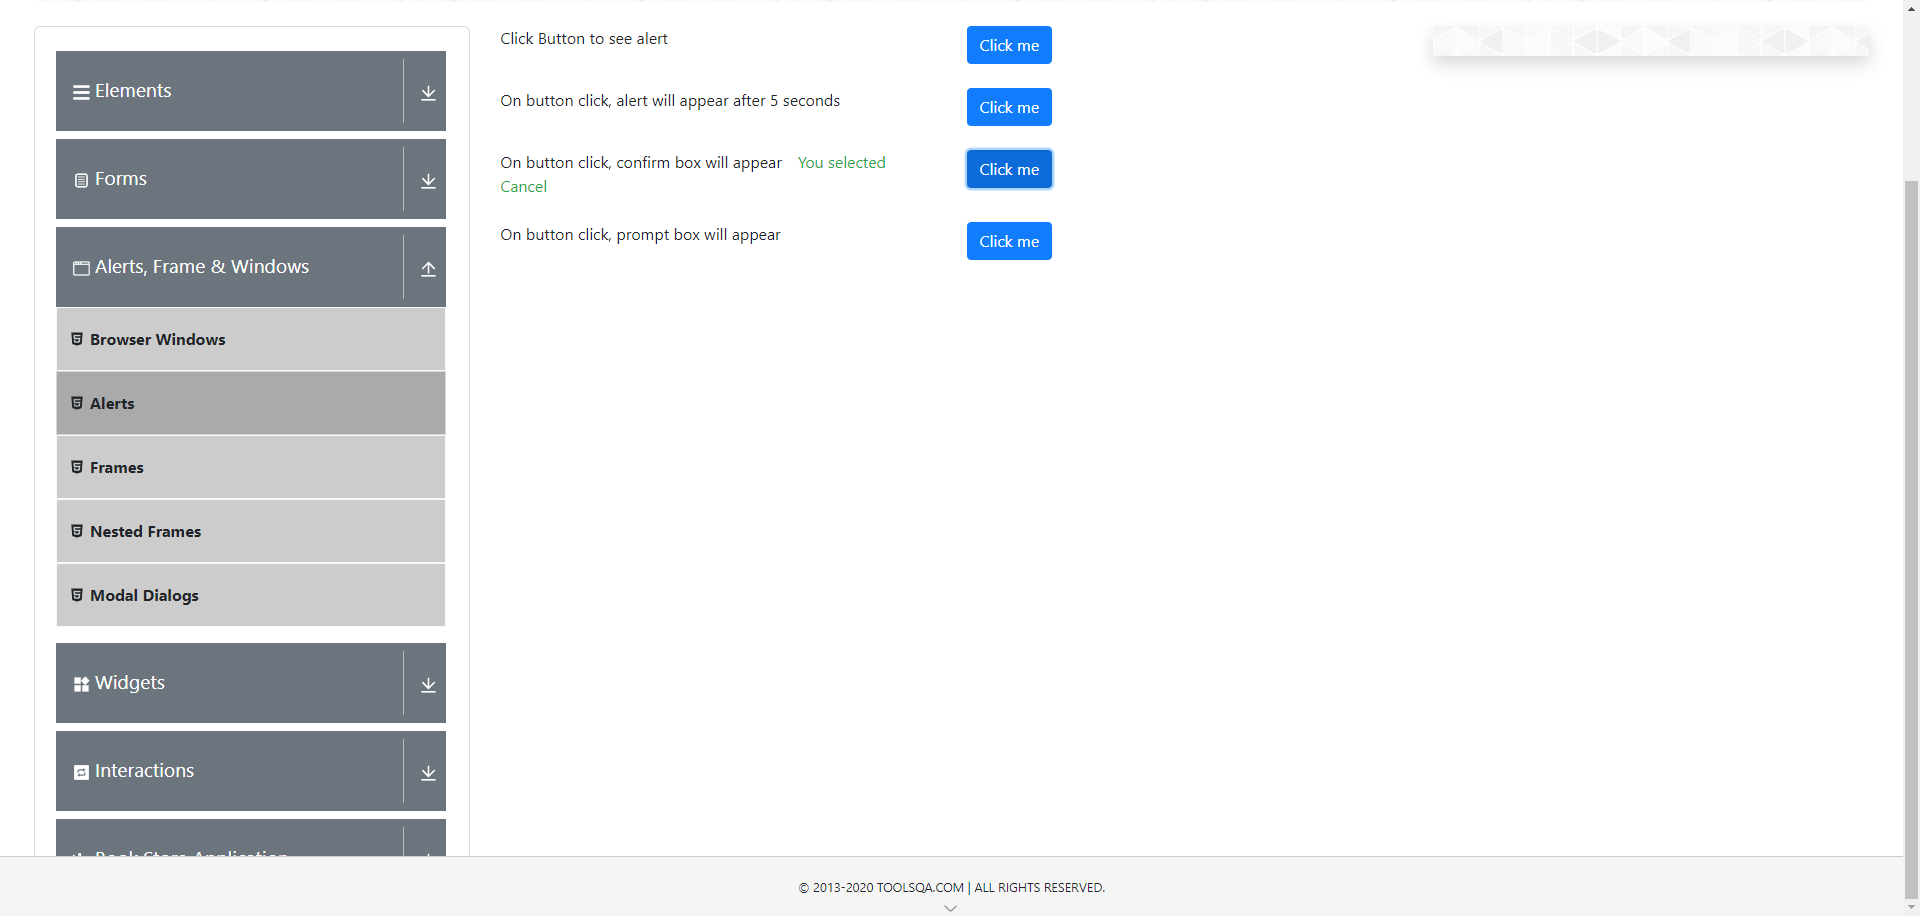 Elements
Forms
Alerts, Frame & Windows
Browser Windows
Alerts
Frames
Nested Frames
Modal Dialogs
Widgets
Interactions
Book Store Application
Click Button to see alert
Click me
On button click, alert will appear after 5 seconds
Click me
On button click, confirm box will appear You selected
Cancel
Click me
On button click, prompt box will appear
Click me
© 2013-2020 TOOLSQA.COM | ALL RIGHTS RESERVED.